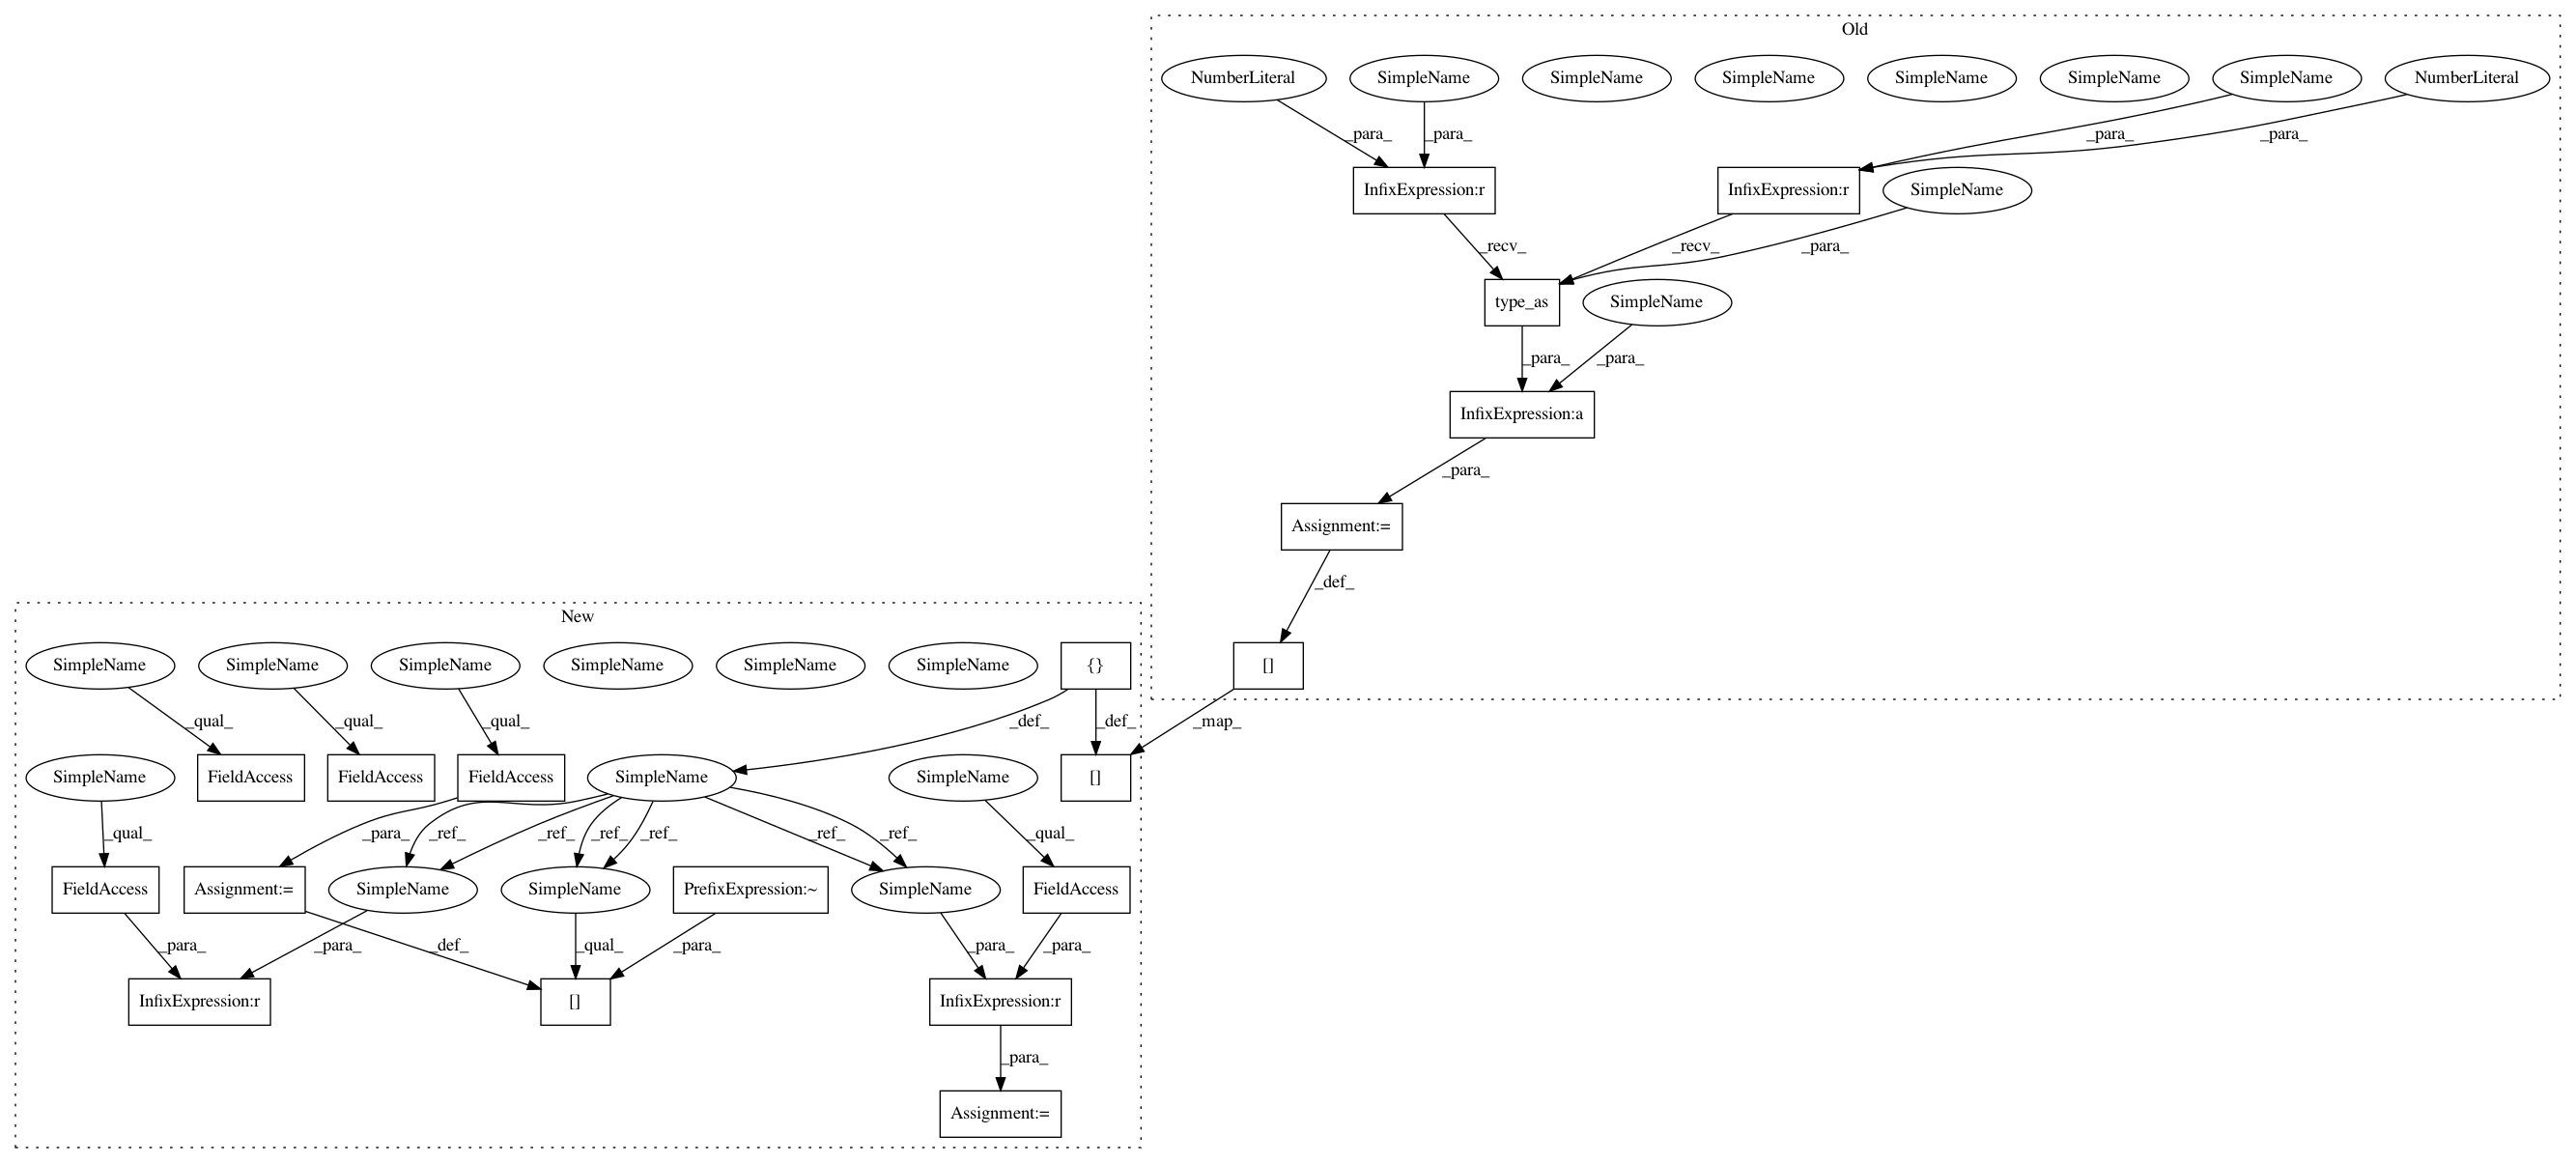 Old
NumberLiteral SimpleName SimpleName SimpleName SimpleName SimpleName SimpleName NumberLiteral
_para_ _para_ _para_ _para_
InfixExpression:r InfixExpression:r SimpleName
_recv_ _recv_ _para_
type_as SimpleName
_para_ _para_
InfixExpression:a
_para_
Assignment:=
_def_
[]
New
SimpleName SimpleName SimpleName SimpleName SimpleName SimpleName {}
_qual_ _qual_ _qual_ _def_ _def_ _map_
SimpleName FieldAccess FieldAccess FieldAccess SimpleName SimpleName []
_qual_ _para_ _ref_ _ref_ _ref_ _ref_ _ref_ _ref_ _qual_
FieldAccess Assignment:= SimpleName SimpleName PrefixExpression:~ SimpleName FieldAccess
_para_ _para_ _def_ _qual_ _para_ _para_ _para_
InfixExpression:r [] InfixExpression:r
_para_
Assignment:=